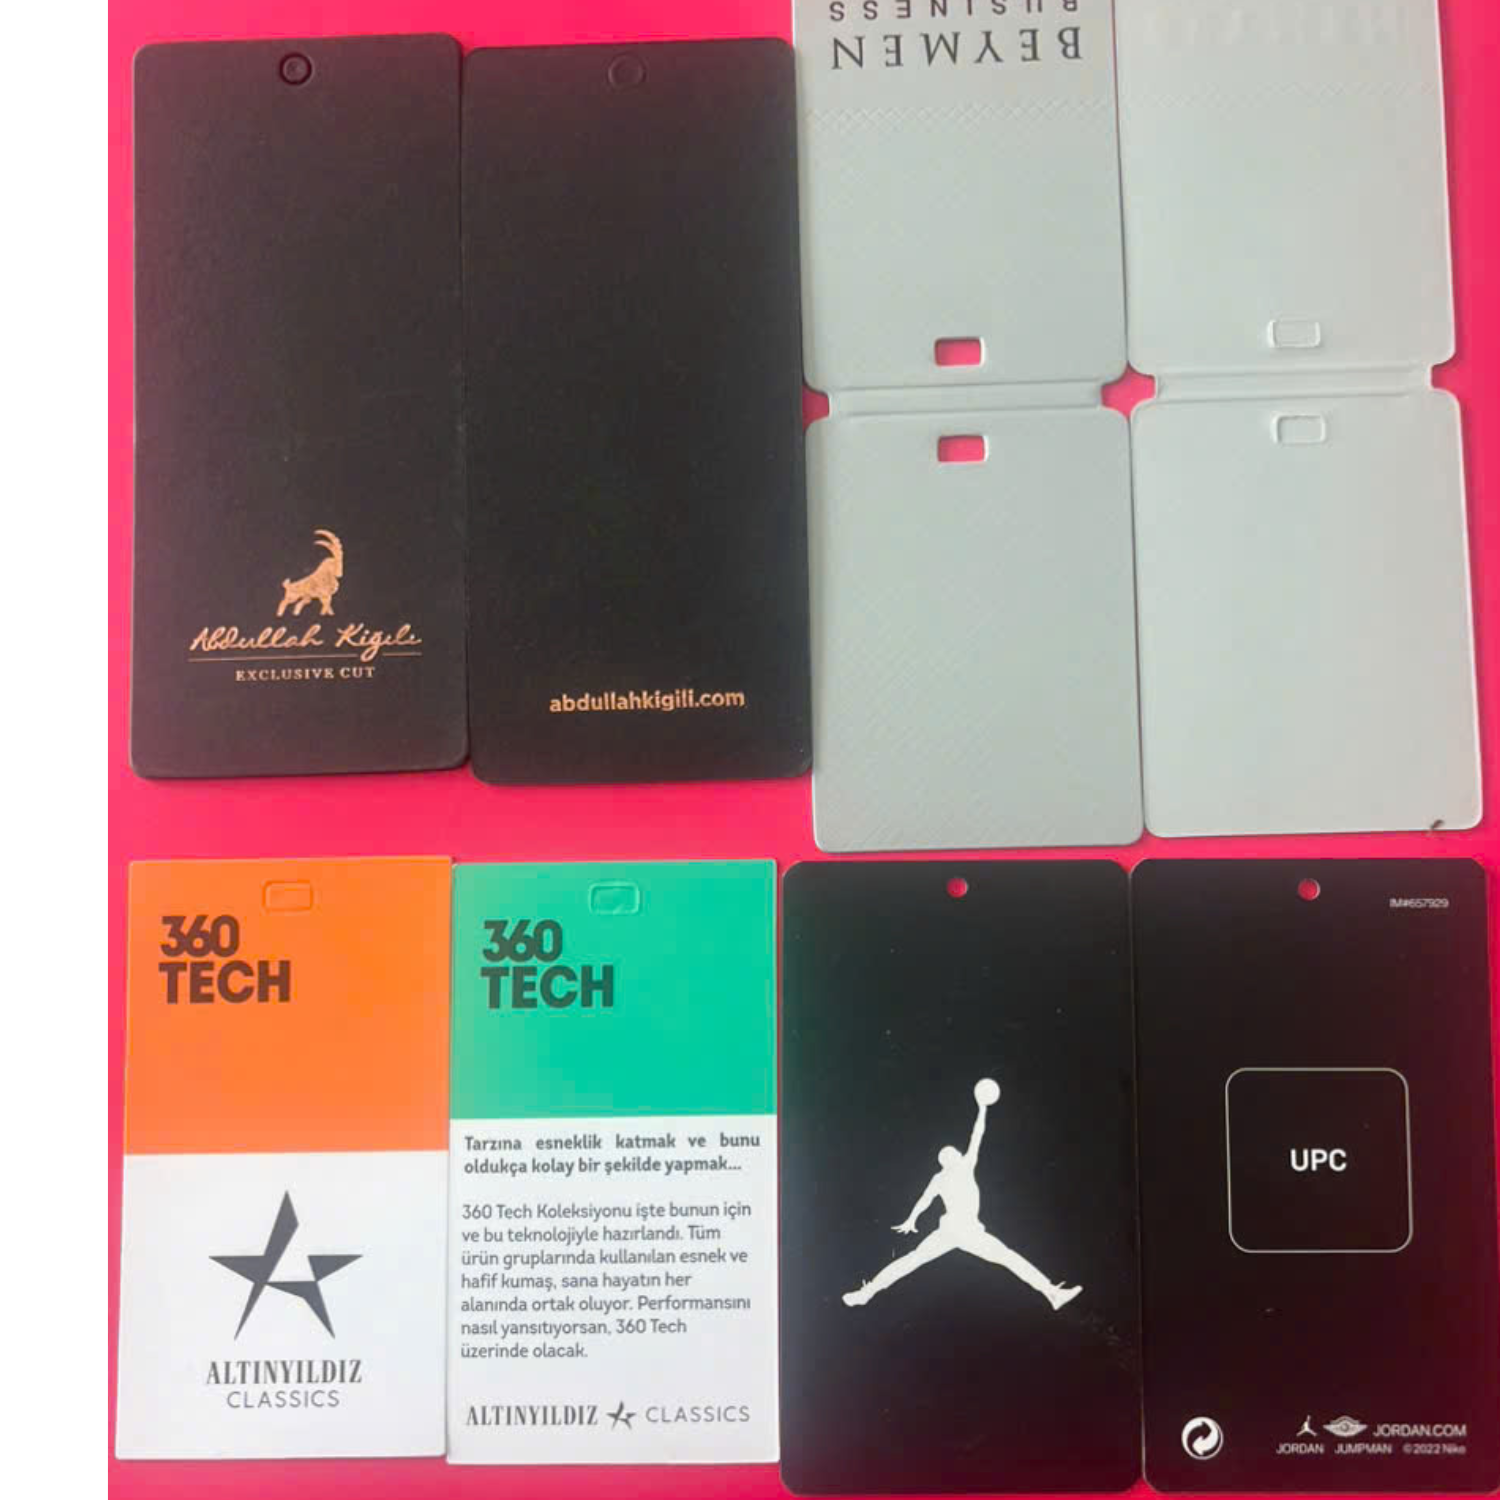 BEYMEN
BUSINESS
Abdullah Kiğılı
EXCLUSIVE CUT
abdullahkigili.com
360
TECH
ALTINYILDIZ
CLASSICS
360
TECH
Tarzına esneklik katmak ve bunu
oldukça kolay bir şekilde yapmak...
360 Tech Koleksiyonu işte bunun için
ve bu teknolojiyle hazırlandı. Tüm
ürün gruplarında kullanılan esnek ve
hafif kumaş, sana hayatın her
alanında ortak oluyor. Performansını
nasıl yansıtıyorsan, 360 Tech
üzerinde olacak.
ALTINYILDIZ CLASSICS
IM#657929
UPC
JORDAN.COM
JORDAN JUMPMAN ©2022 Nike